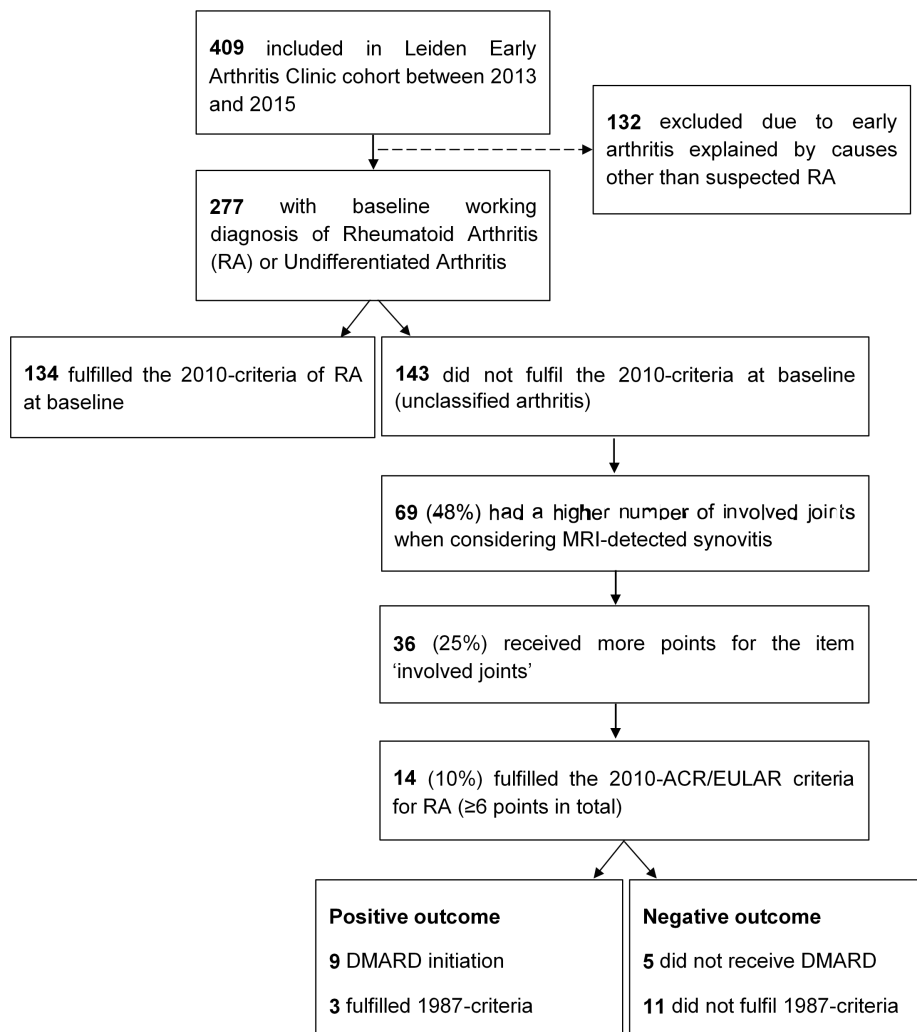 409 included in Leiden Early
Arthritis Clinic cohort between 2013
and 2015
132 excluded due to early
arthritis explained by causes
other than suspected RA
277 with baseline working
diagnosis of Rheumatoid Arthritis
(RA) or Undifferentiated Arthritis
134 fulfilled the 2010-criteria of RA
at baseline
143 did not fulfil the 2010-criteria at baseline
(unclassified arthritis)
69 (48%) had a higher number of involved joints
when considering MRI-detected synovitis
36 (25%) received more points for the item
‘involved joints’
14 (10%) fulfilled the 2010-ACR/EULAR criteria
for RA (≥6 points in total)
Positive outcome
9 DMARD initiation
3 fulfilled 1987-criteria
Negative outcome
5 did not receive DMARD
11 did not fulfil 1987-criteria